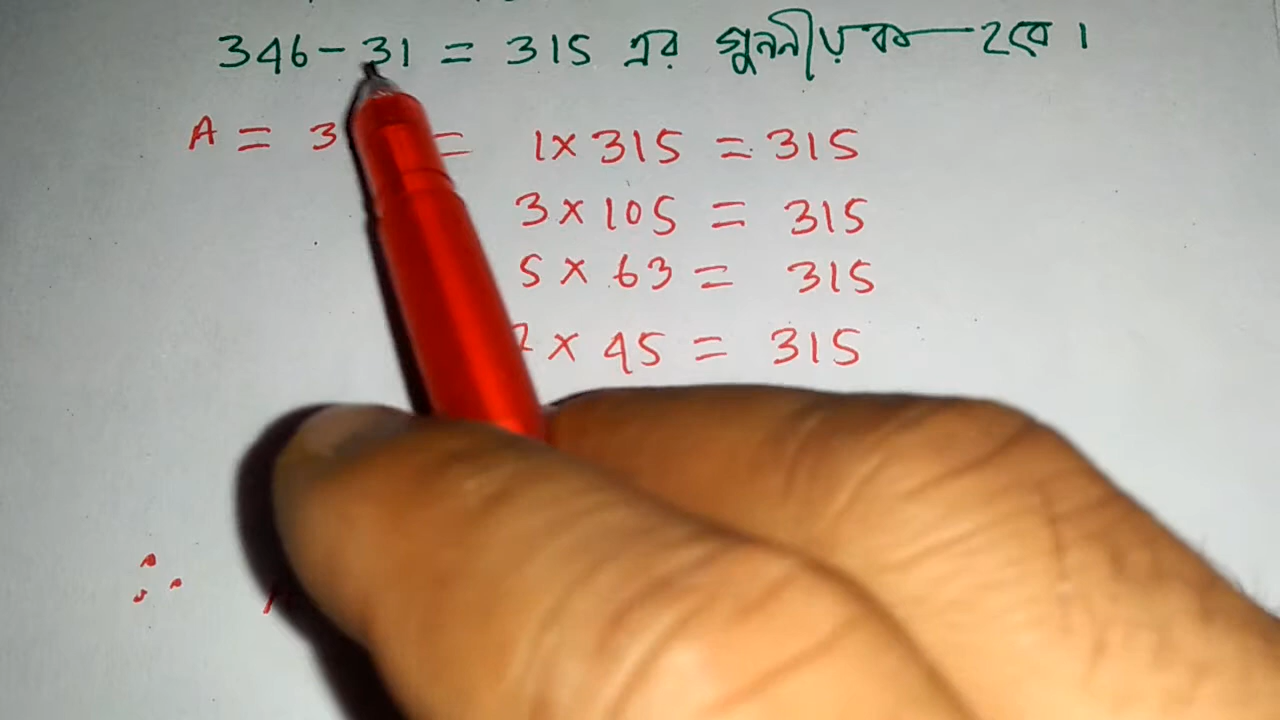 346 - 31 = 315 এর গুননীয়ক হবে।
A = 3 = 1 × 315 = 315
3 × 105 = 315
5 × 63 = 315
× 45 = 315
∴